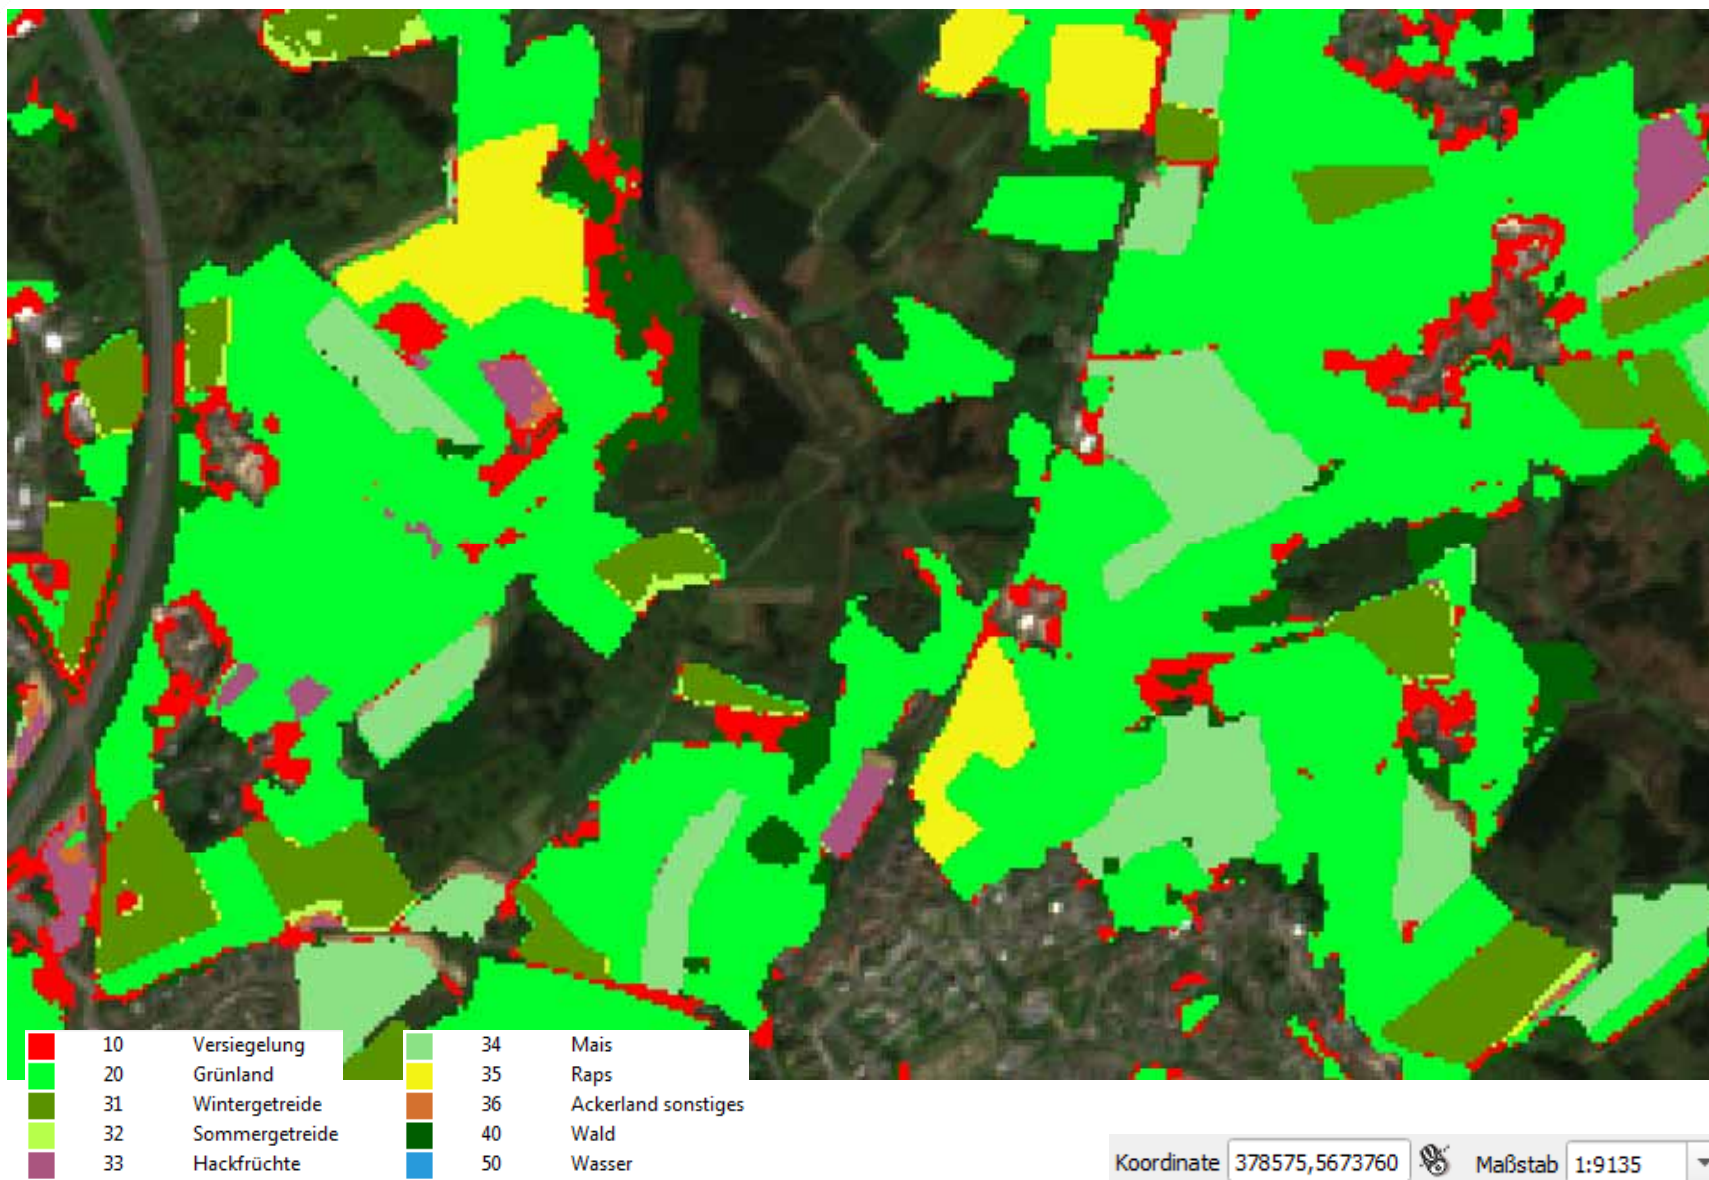 10 Versiegelung
20 Grünland
31 Wintergetreide
32 Sommergetreide
33 Hackfrüchte
34 Mais
35 Raps
36 Ackerland sonstiges
40 Wald
50 Wasser
Koordinate 378575,5673760 Maßstab 1:9135